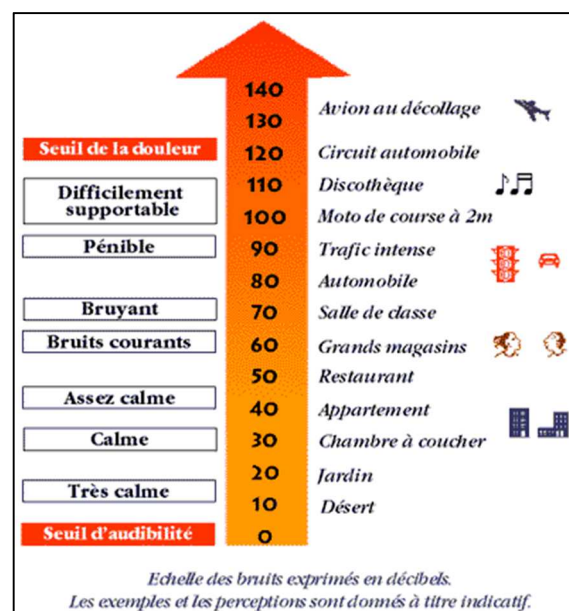 140
Avion au décollage
130
Seuil de la douleur 120 Circuit automobile
Difficilement
supportable
110 Discothèque
100 Moto de course à 2m
Pénible 90 Trafic intense
80 Automobile
Bruyant 70 Salle de classe
Bruits courants 60 Grands magasins
50 Restaurant
Assez calme
40 Appartement
Calme 30 Chambre à coucher
20 Jardin
Très calme
10 Désert
Seuil d'audibilité 0
Echelle des bruits exprimés en décibels.
Les exemples et les perceptions sont donnés à titre indicatif.